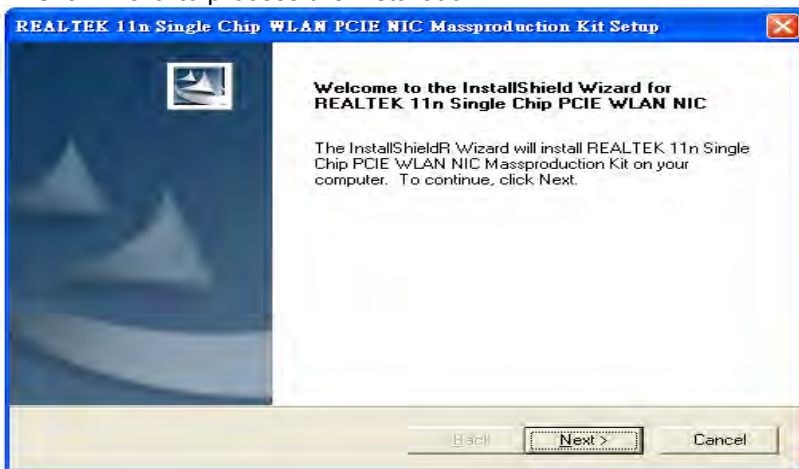 REALTEK 11n Single Chip WLAN PCIE NIC Massproduction Kit Setup
Welcome to the InstallShield Wizard for
REALTEK 11n Single Chip PCIE WLAN NIC
The InstallShieldR Wizard will install REALTEK 11n Single
Chip PCIE WLAN NIC Massproduction Kit on your
computer. To continue, click Next.
Back Next > Cancel